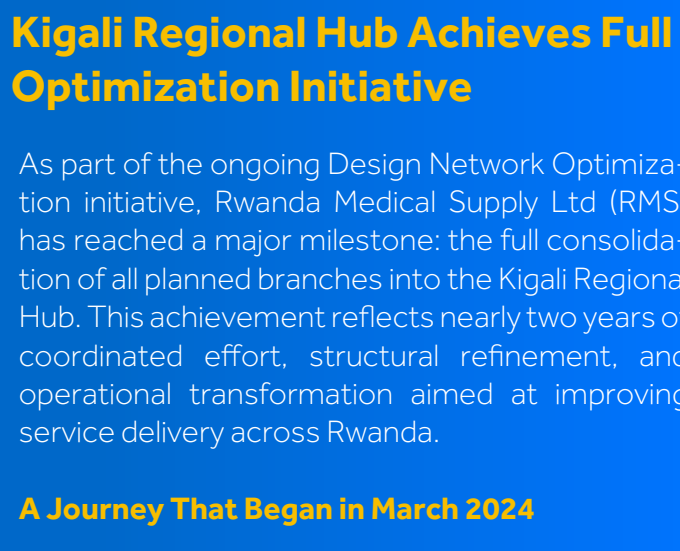 Kigali Regional Hub Achieves Full
Optimization Initiative
As part of the ongoing Design Network Optimiza-
tion initiative, Rwanda Medical Supply Ltd (RMS
has reached a major milestone: the full consolida-
tion of all planned branches into the Kigali Regiona
Hub. This achievement reflects nearly two years of
coordinated effort, structural refinement, and
operational transformation aimed at improving
service delivery across Rwanda.
A Journey That Began in March 2024